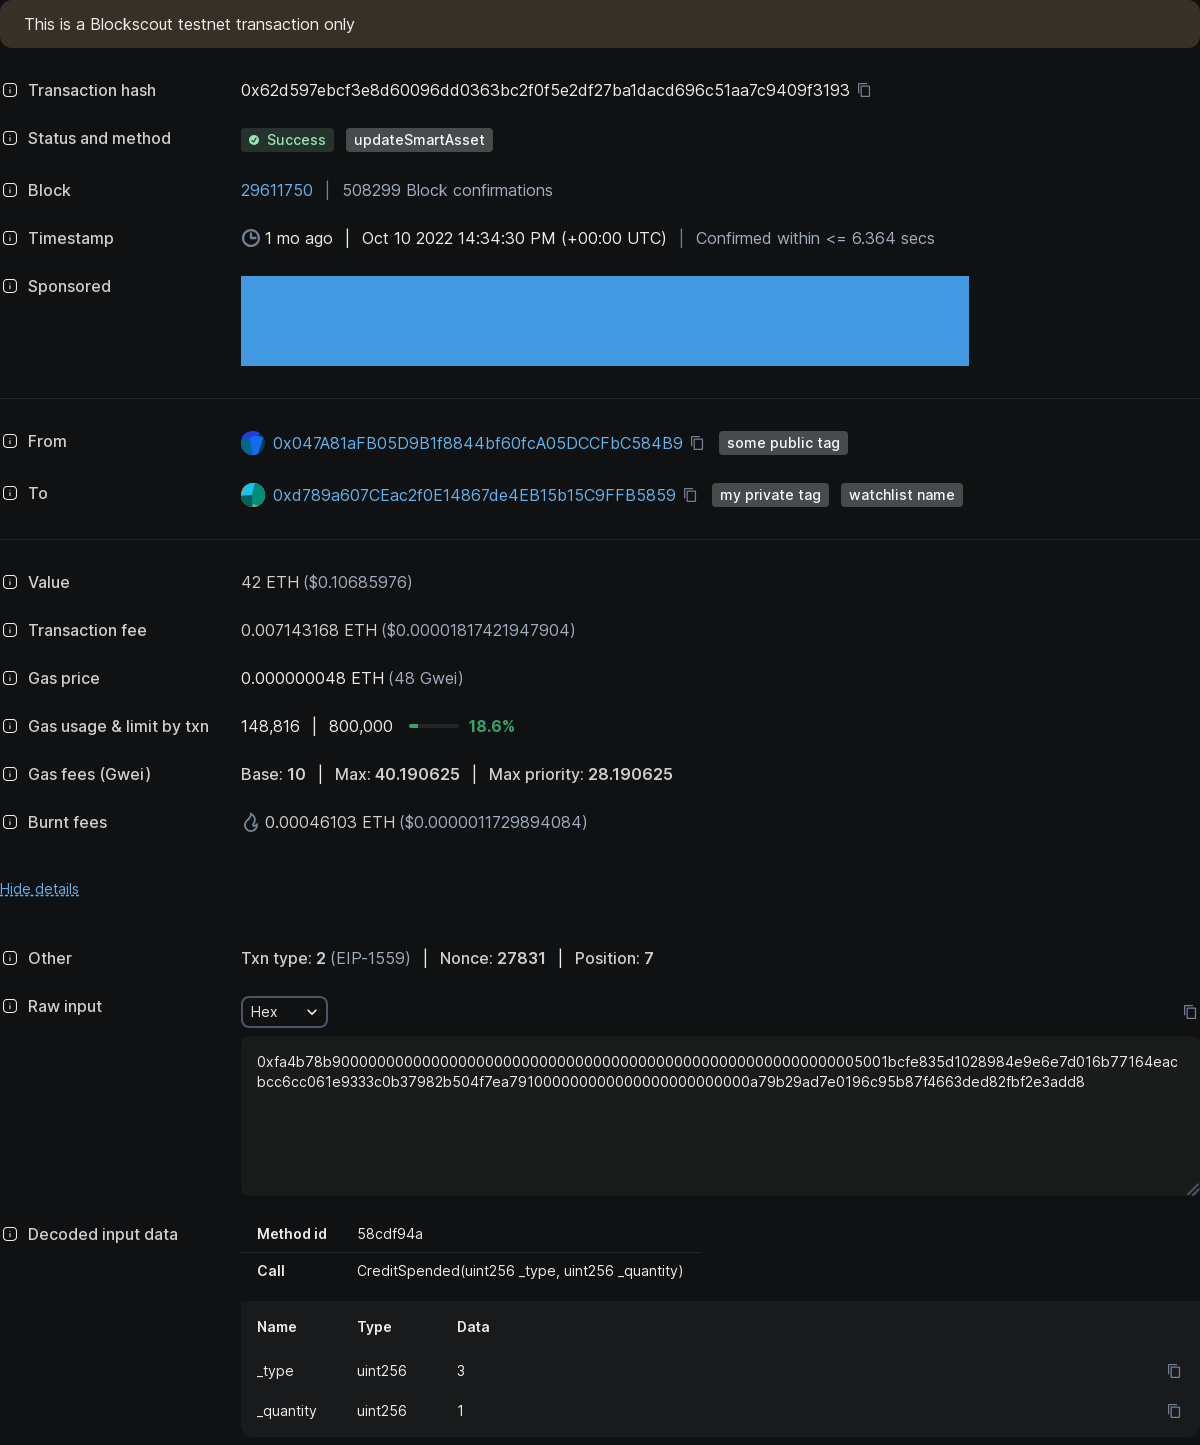 This is a Blockscout testnet transaction only
Transaction hash 0x62d597ebcf3e8d60096dd0363bc2f0f5e2df27ba1dacd696c51aa7c9409f3193
Status and method Success updateSmartAsset
Block 29611750 | 508299 Block confirmations
Timestamp 1 mo ago | Oct 10 2022 14:34:30 PM (+00:00 UTC) | Confirmed within <= 6.364 secs
Sponsored
From 0x047A81aFB05D9B1f8844bf60fcA05DCCFbC584B9 some public tag
To 0xd789a607CEac2f0E14867de4EB15b15C9FFB5859 my private tag watchlist name
Value 42 ETH ($0.10685976)
Transaction fee 0.007143168 ETH ($0.00001817421947904)
Gas price 0.000000048 ETH (48 Gwei)
Gas usage & limit by txn 148,816 | 800,000 18.6%
Gas fees (Gwei) Base: 10 | Max: 40.190625 | Max priority: 28.190625
Burnt fees 0.00046103 ETH ($0.0000011729894084)
Hide details
Other Txn type: 2 (EIP-1559) | Nonce: 27831 | Position: 7
Raw input Hex
0xfa4b78b90000000000000000000000000000000000000000000000000000000005001bcfe835d1028984e9e6e7d016b77164eac
bcc6cc061e9333c0b37982b504f7ea791000000000000000000000000a79b29ad7e0196c95b87f4663ded82fbf2e3add8
Decoded input data Method id 58cdf94a
Call CreditSpended(uint256 _type, uint256 _quantity)
Name Type Data
_type uint256 3
_quantity uint256 1